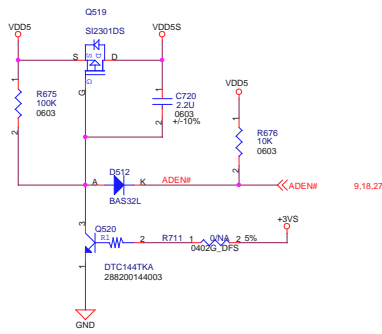 Q519
VDD5
SI2301DS
VDD5S
S
D
S
D
G
G
1
R675
100K
0603
2
1
C720
2.2U
0603
2
+/-10%
VDD5
1
R676
10K
0603
2
D512
A
K
ADEN#
BAS32L
ADEN#
9,18,27
+3VS
3
Q520
R1
2
R711
1
0/NA
2
5%
0402G_DFS
1
DTC144TKA
288200144003
GND